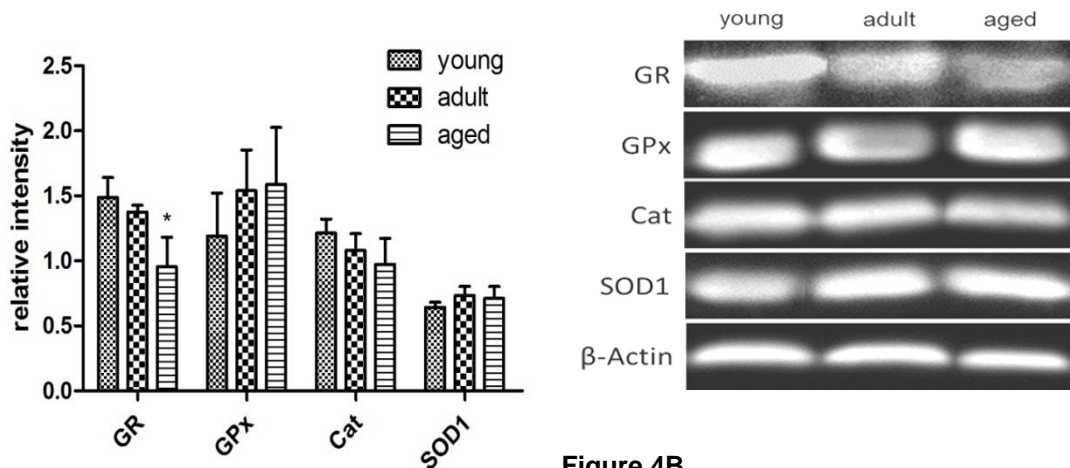 young
adult
aged
2.5
2.0
1.5
1.0
0.5
0.0
relative intensity
*
GR
GPx
Cat
SOD1
young adult aged
GR
GPx
Cat
SOD1
β-Actin
Figure 4B